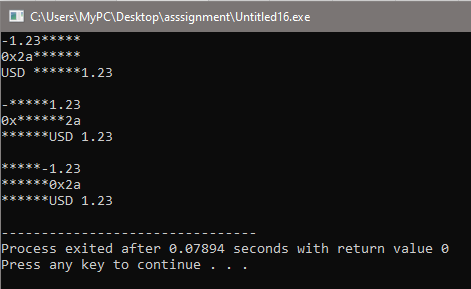 C:\Users\MyPC\Desktop\asssignment\Untitled16.exe
-1.23*****
0x2a******
USD ******1.23
-*****1.23
0x******2a
******USD 1.23
*****-1.23
******0x2a
******USD 1.23
--------------------------------
Process exited after 0.07894 seconds with return value 0
Press any key to continue . . .